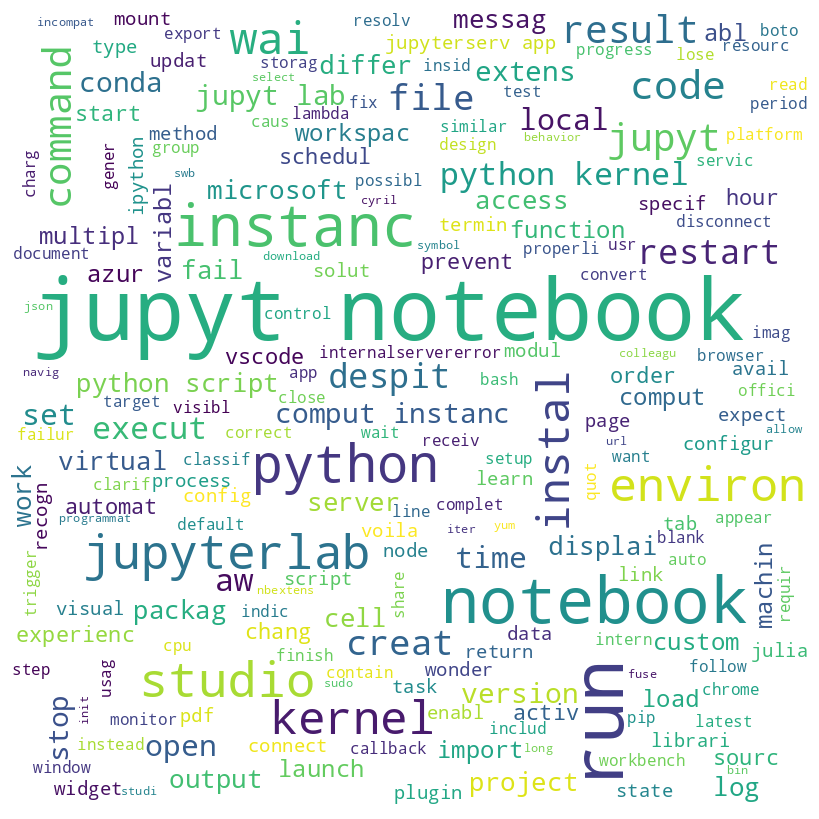 incompat
mount
export
resolv
messag
result
abl
boto
resourc
command
type
updat
wai
storag
differ
jupyterserv app
insid
extens
progress
lose
conda
start
select
jupyt lab
fix
file
test
code
read
period
charg
gener
ipython
method
group
caus
lambda
workspac
schedul
similar
design
behavior
local
jupyt
platform
servic
swb
microsoft
possibl
cyril
python kernel
access
specif
hour
disconnect
multipl
document
variabl
instanc
termin
function
symbol
properli
usr
restart
azur
fail
download
solut
prevent
convert
json
jupyt notebook
control
imag
navig
vscode
internalservererror
modul
colleagu
browser
python script
app
close
despit
bash
order
avail
offici
target
visibl
comput
set
execut
correct
comput instanc
wait
receiv
instal
page
url
want
expect
allow
failur
configur
work
recogn
virtual
clarif
process
classif
config
python
setup
learn
quot
environ
automat
programmat
default
server
line
complet
iter
yum
tab
appear
voila
node
jupyterlab
time
displai
blank
auto
trigger
aw
nbextens
script
share
link
machin
requir
visual
indic
packag
cell
notebook
experienc
chang
creat
data
return
intern
custom
julia
step
cpu
usag
finish
studio
sudo
contain
wonder
task
version
run
fuse
follow
load
chrome
stop
init
monitor
pdf
kernel
enabl
activ
includ
pip
latest
instead
open
connect
callback
import
long
librari
window
workbench
sourc
bin
widget
studi
output
launch
plugin
project
state
log